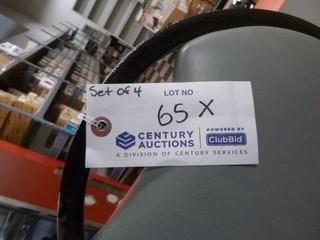 Set of 4
LOT NO
65 X
CENTURY
AUCTIONS
POWERED BY
ClubBid
A DIVISION OF CENTURY SERVICES